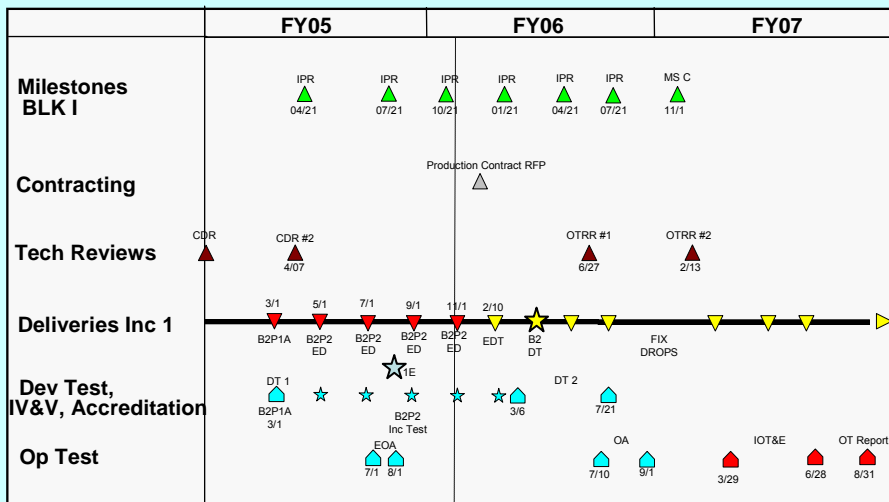 FY05 FY06 FY07
Milestones
BLK I
IPR IPR IPR IPR IPR IPR MS C
04/21 07/21 10/21 01/21 04/21 07/21 11/1
Contracting
Production Contract RFP
Tech Reviews
CDR CDR #2 OTRR #1 OTRR #2
4/07 6/27 2/13
Deliveries Inc 1
3/1 5/1 7/1 9/1 11/1 2/10
B2P1A B2P2 B2P2 B2P2 B2P2 EDT B2 FIX
ED ED ED ED DT DROPS
1E
Dev Test,
IV&V, Accreditation
DT 1 DT 2
B2P1A B2P2 3/6 7/21
3/1 Inc Test
Op Test
EOA OA IOT&E OT Report
7/1 8/1 7/10 9/1 3/29 6/28 8/31